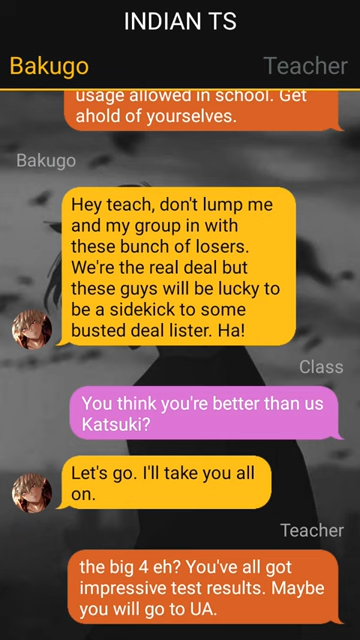 INDIAN TS
Bakugo
Teacher
usage allowed in school. Get
ahold of yourselves.
Bakugo
Hey teach, don't lump me
and my group in with
these bunch of losers.
We're the real deal but
these guys will be lucky to
be a sidekick to some
busted deal lister. Ha!
Class
You think you're better than us
Katsuki?
Let's go. I'll take you all
on.
Teacher
the big 4 eh? You've all got
impressive test results. Maybe
you will go to UA.